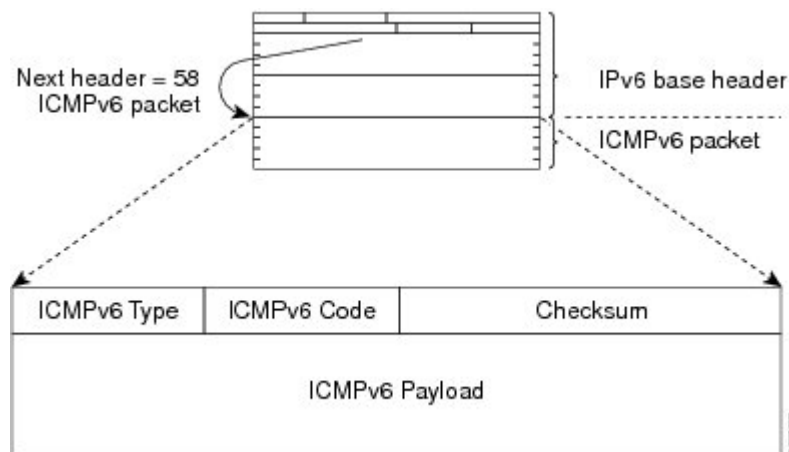 Next header = 58
ICMPv6 packet
IPv6 base header
ICMPv6 packet
ICMPv6 Type
ICMPv6 Code
Checksum
ICMPv6 Payload